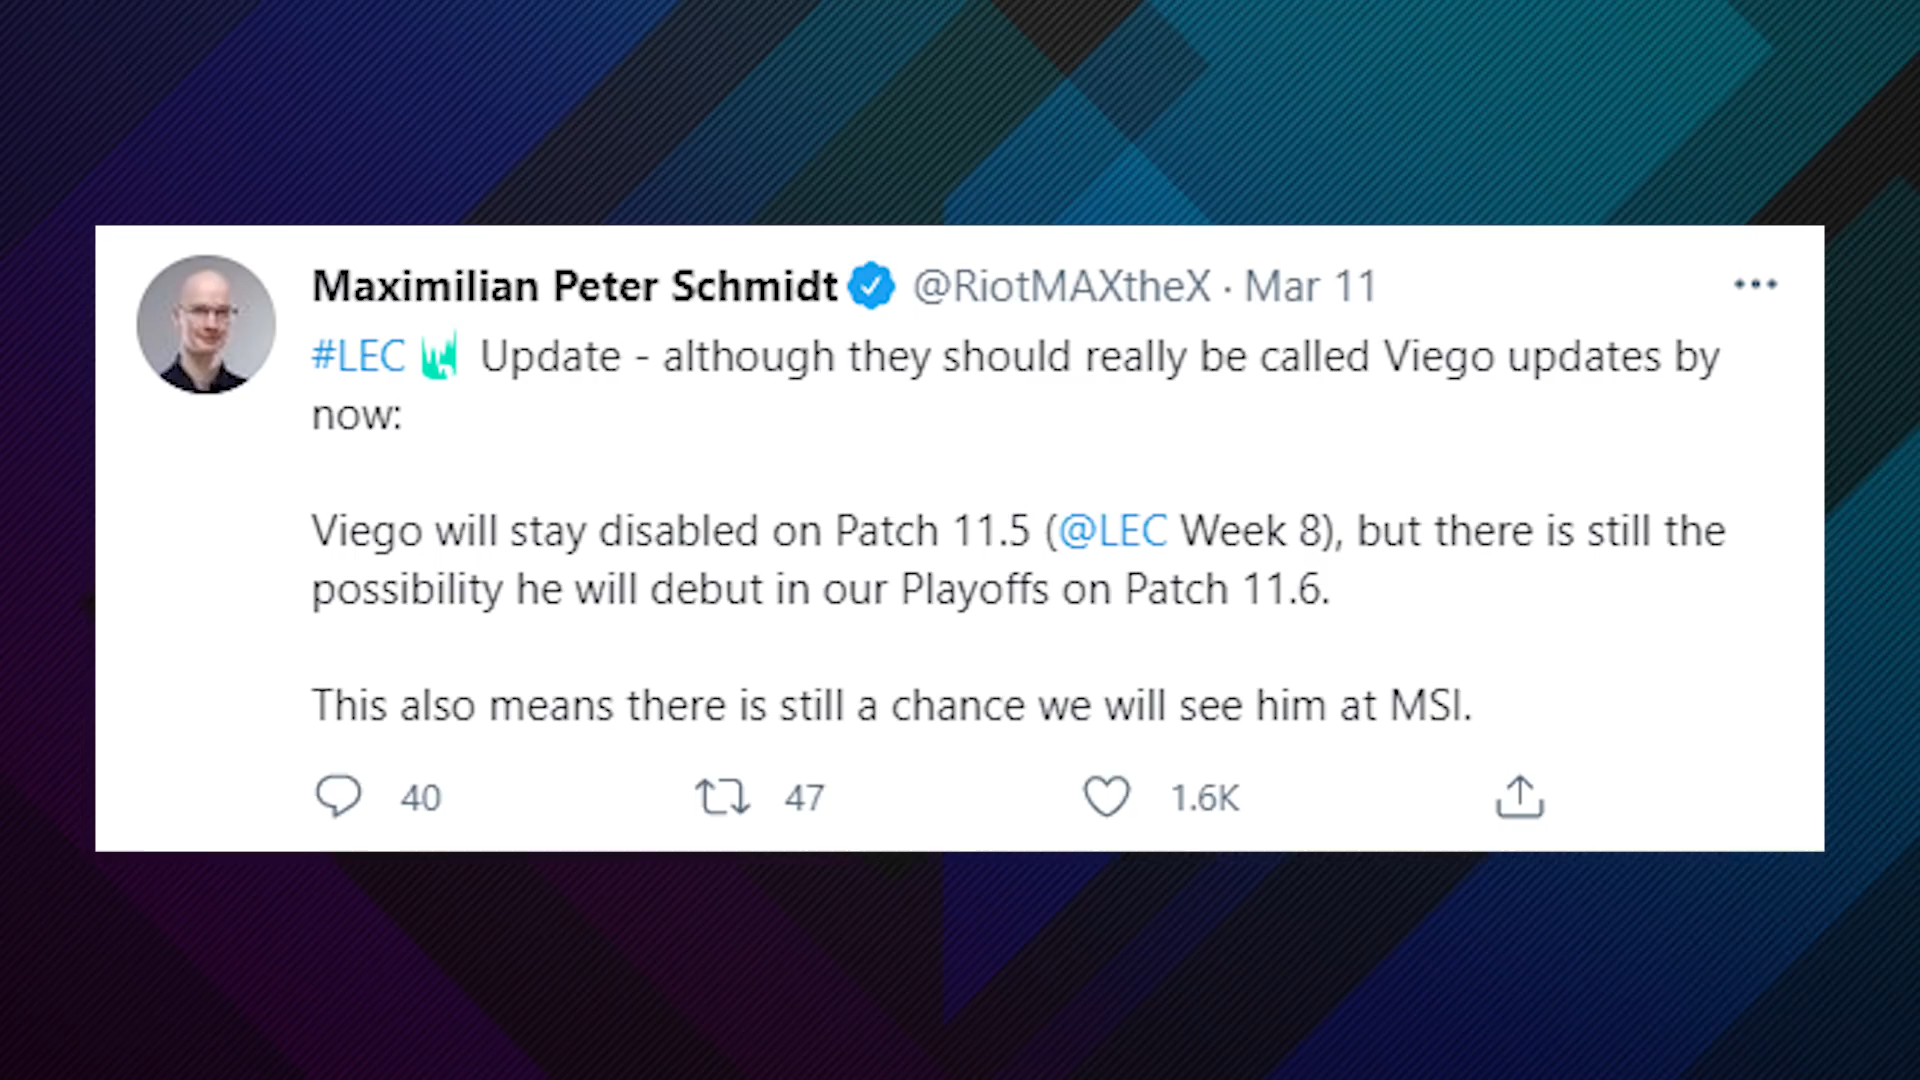 Maximilian Peter Schmidt @RiotMAXtheX · Mar 11
#LEC Update - although they should really be called Viego updates by
now:
Viego will stay disabled on Patch 11.5 (@LEC Week 8), but there is still the
possibility he will debut in our Playoffs on Patch 11.6.
This also means there is still a chance we will see him at MSI.
40 47 1.6K